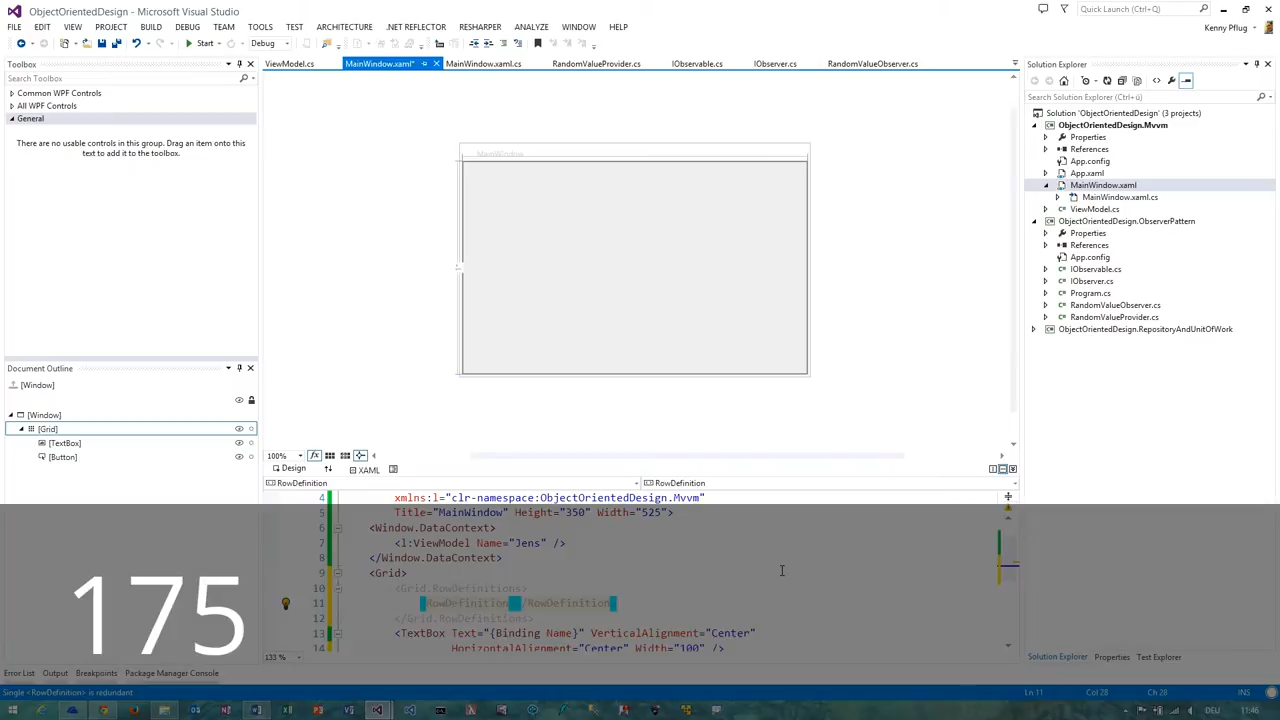 ObjectOrientedDesign - Microsoft Visual Studio
Quick Launch (Ctrl+Ü)
FILE EDIT VIEW PROJECT BUILD DEBUG TEAM TOOLS TEST ARCHITECTURE .NET REFLECTOR RESHARPER ANALYZE WINDOW HELP
Kenny Pflug
Start Debug
Toolbox
Search Toolbox
Common WPF Controls
All WPF Controls
General
There are no usable controls in this group. Drag an item onto this
text to add it to the toolbox.
Document Outline
[Window]
[Window]
[Grid]
[TextBox]
[Button]
ViewModel.cs MainWindow.xaml* MainWindow.xaml.cs RandomValueProvider.cs IObservable.cs IObserver.cs RandomValueObserver.cs
MainWindow
100%
Design XAML
RowDefinition RowDefinition
4 xmlns:l="clr-namespace:ObjectOrientedDesign.Mvvm"
5 Title="MainWindow" Height="350" Width="525">
6 <Window.DataContext>
7 <l:ViewModel Name="Jens" />
8 </Window.DataContext>
9 <Grid>
10 <Grid.RowDefinitions>
11 <RowDefinition></RowDefinition>
12 </Grid.RowDefinitions>
13 <TextBox Text="{Binding Name}" VerticalAlignment="Center"
14 HorizontalAlignment="Center" Width="100" />
133 %
175
Solution Explorer
Search Solution Explorer (Ctrl+ü)
Solution 'ObjectOrientedDesign' (3 projects)
ObjectOrientedDesign.Mvvm
Properties
References
App.config
App.xaml
MainWindow.xaml
MainWindow.xaml.cs
ViewModel.cs
ObjectOrientedDesign.ObserverPattern
Properties
References
App.config
IObservable.cs
IObserver.cs
Program.cs
RandomValueObserver.cs
RandomValueProvider.cs
ObjectOrientedDesign.RepositoryAndUnitOfWork
Solution Explorer Properties Test Explorer
Error List Output Breakpoints Package Manager Console
Single <RowDefinition> is redundant
Ln 11 Col 28 Ch 28 INS
DEU 11:46